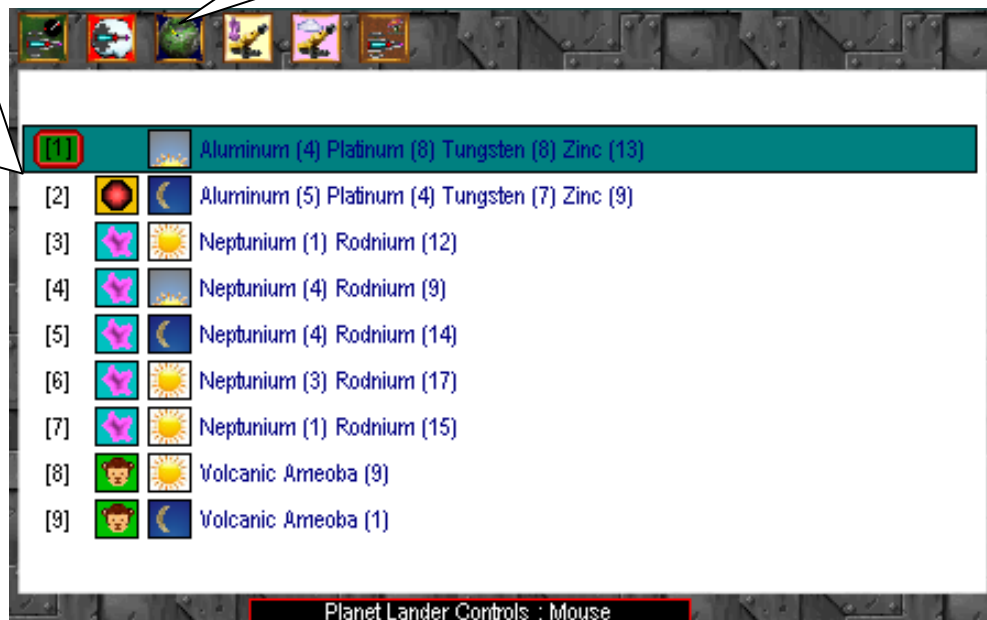 [1] Aluminum (4) Platinum (8) Tungsten (8) Zinc (13)
[2] Aluminum (5) Platinum (4) Tungsten (7) Zinc (9)
[3] Neptunium (1) Rodnium (12)
[4] Neptunium (4) Rodnium (9)
[5] Neptunium (4) Rodnium (14)
[6] Neptunium (3) Rodnium (17)
[7] Neptunium (1) Rodnium (15)
[8] Volcanic Ameoba (9)
[9] Volcanic Ameoba (1)
Planet Lander Controls : Mouse